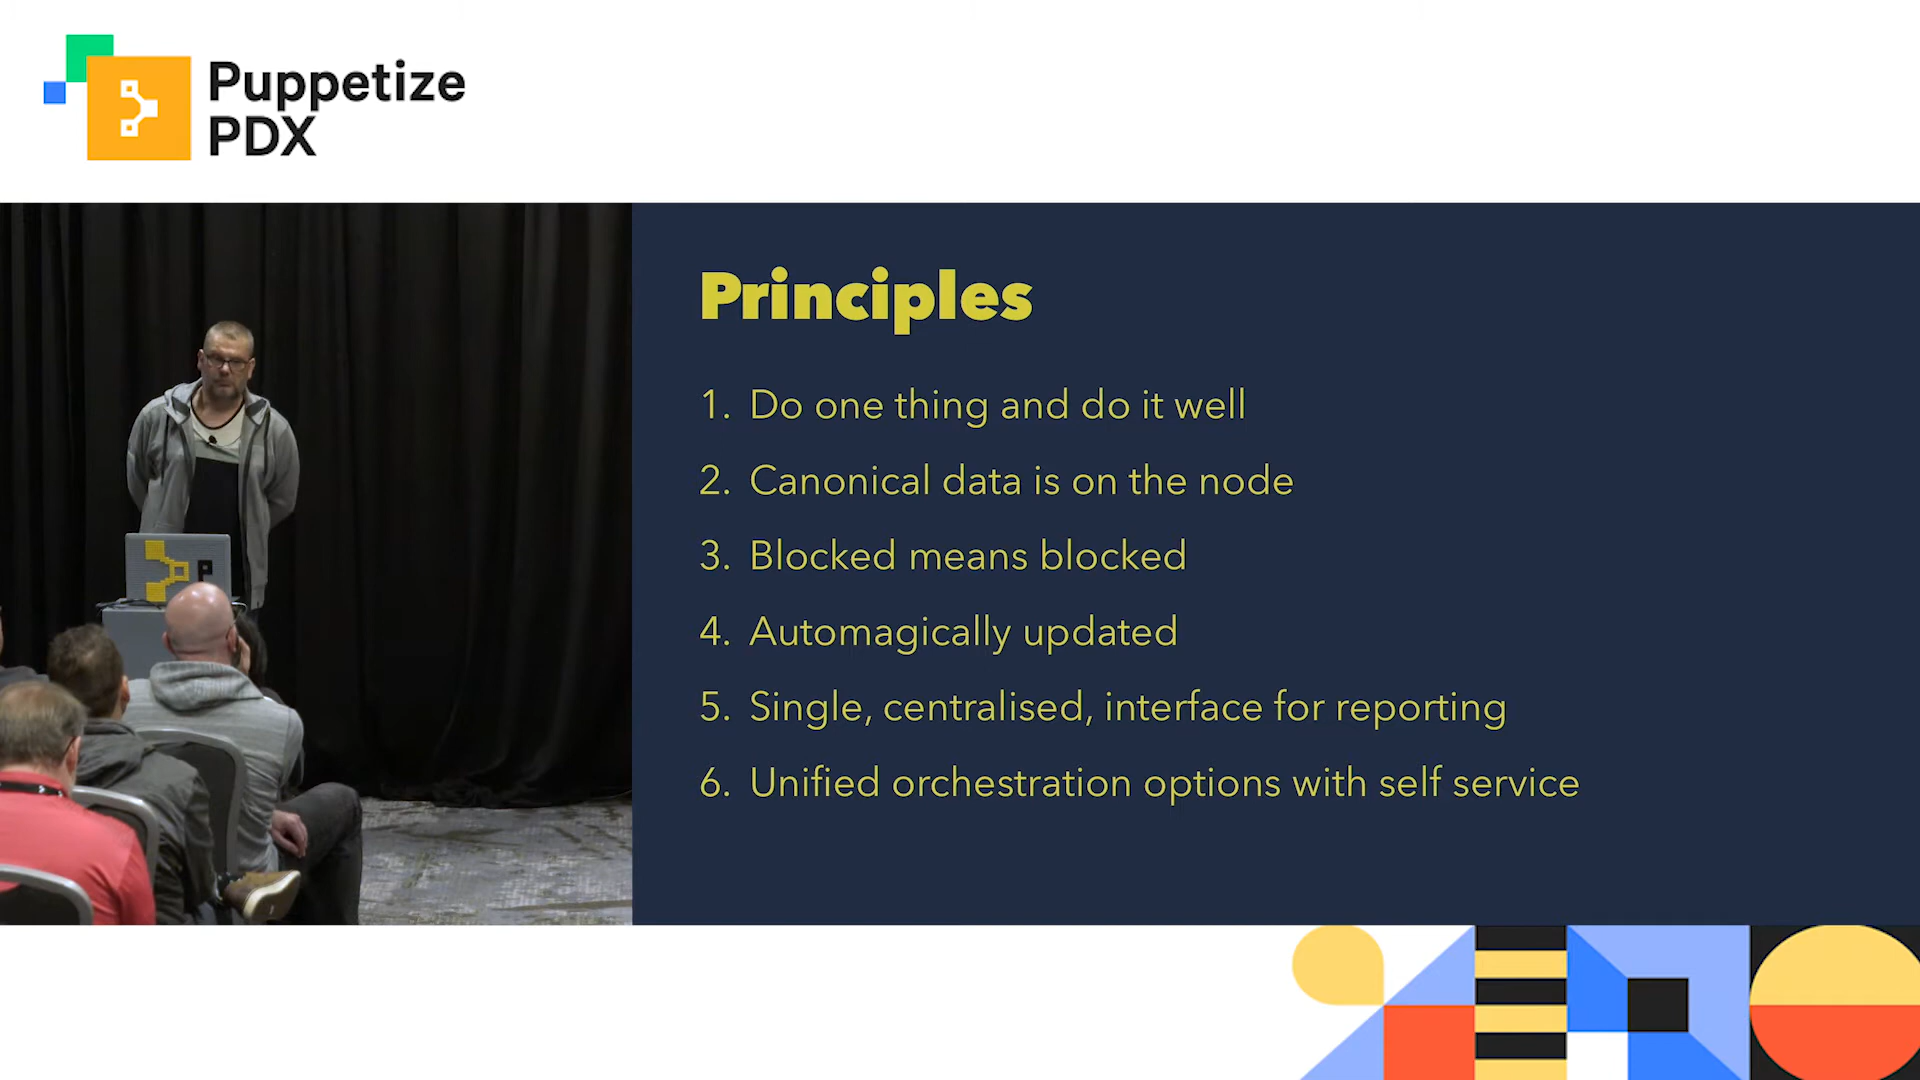 Puppetize
PDX
Principles
1. Do one thing and do it well
2. Canonical data is on the node
3. Blocked means blocked
4. Automagically updated
5. Single, centralised, interface for reporting
6. Unified orchestration options with self service
P